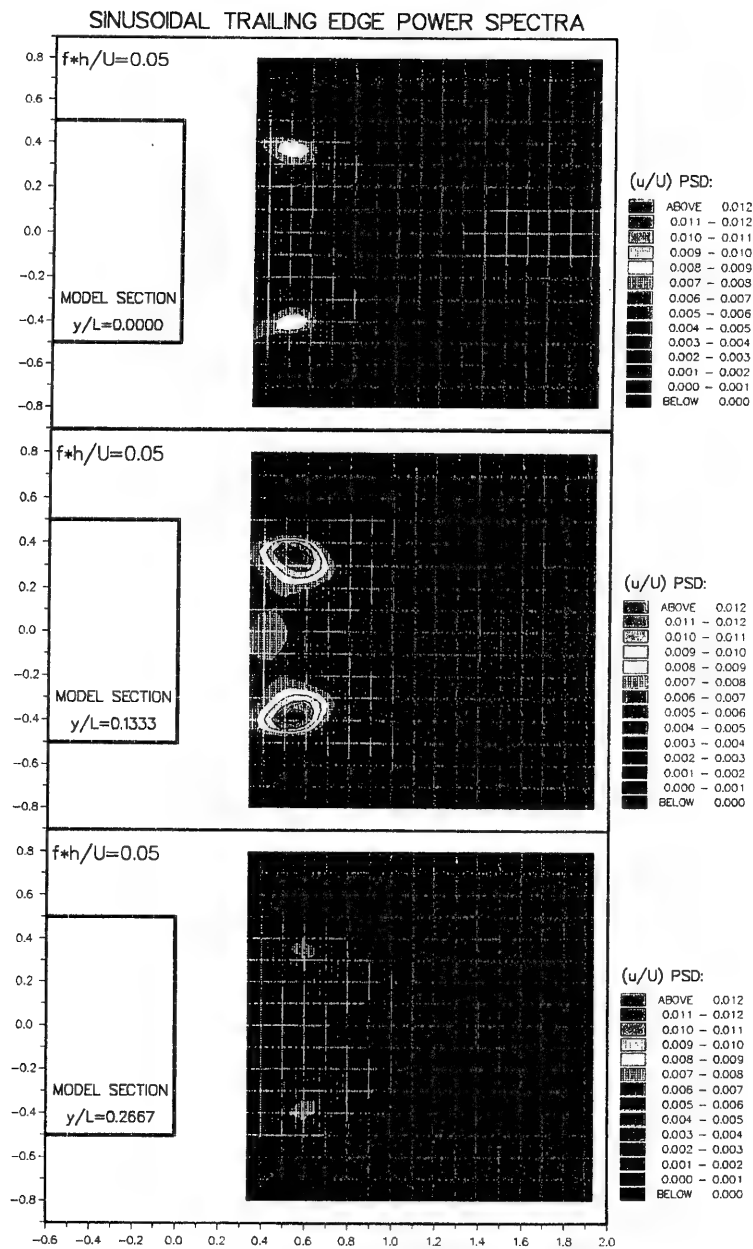 SINUSOIDAL TRAILING EDGE POWER SPECTRA
f*h/U=0.05
0.8
0.6
0.4
0.2
0.0
-0.2
-0.4
-0.6
-0.8
MODEL SECTION
y/L=0.0000
(u/U) PSD:
ABOVE 0.012
0.011 - 0.012
0.010 - 0.011
0.009 - 0.010
0.008 - 0.009
0.007 - 0.008
0.006 - 0.007
0.005 - 0.006
0.004 - 0.005
0.003 - 0.004
0.002 - 0.003
0.001 - 0.002
0.000 - 0.001
BELOW 0.000
f*h/U=0.05
0.8
0.6
0.4
0.2
0.0
-0.2
-0.4
-0.6
-0.8
MODEL SECTION
y/L=0.1333
(u/U) PSD:
ABOVE 0.012
0.011 - 0.012
0.010 - 0.011
0.009 - 0.010
0.008 - 0.009
0.007 - 0.008
0.006 - 0.007
0.005 - 0.006
0.004 - 0.005
0.003 - 0.004
0.002 - 0.003
0.001 - 0.002
0.000 - 0.001
BELOW 0.000
f*h/U=0.05
0.8
0.6
0.4
0.2
0.0
-0.2
-0.4
-0.6
-0.8
MODEL SECTION
y/L=0.2667
(u/U) PSD:
ABOVE 0.012
0.011 - 0.012
0.010 - 0.011
0.009 - 0.010
0.008 - 0.009
0.007 - 0.008
0.006 - 0.007
0.005 - 0.006
0.004 - 0.005
0.003 - 0.004
0.002 - 0.003
0.001 - 0.002
0.000 - 0.001
BELOW 0.000
-0.6 -0.4 -0.2 0.0 0.2 0.4 0.6 0.8 1.0 1.2 1.4 1.6 1.8 2.0